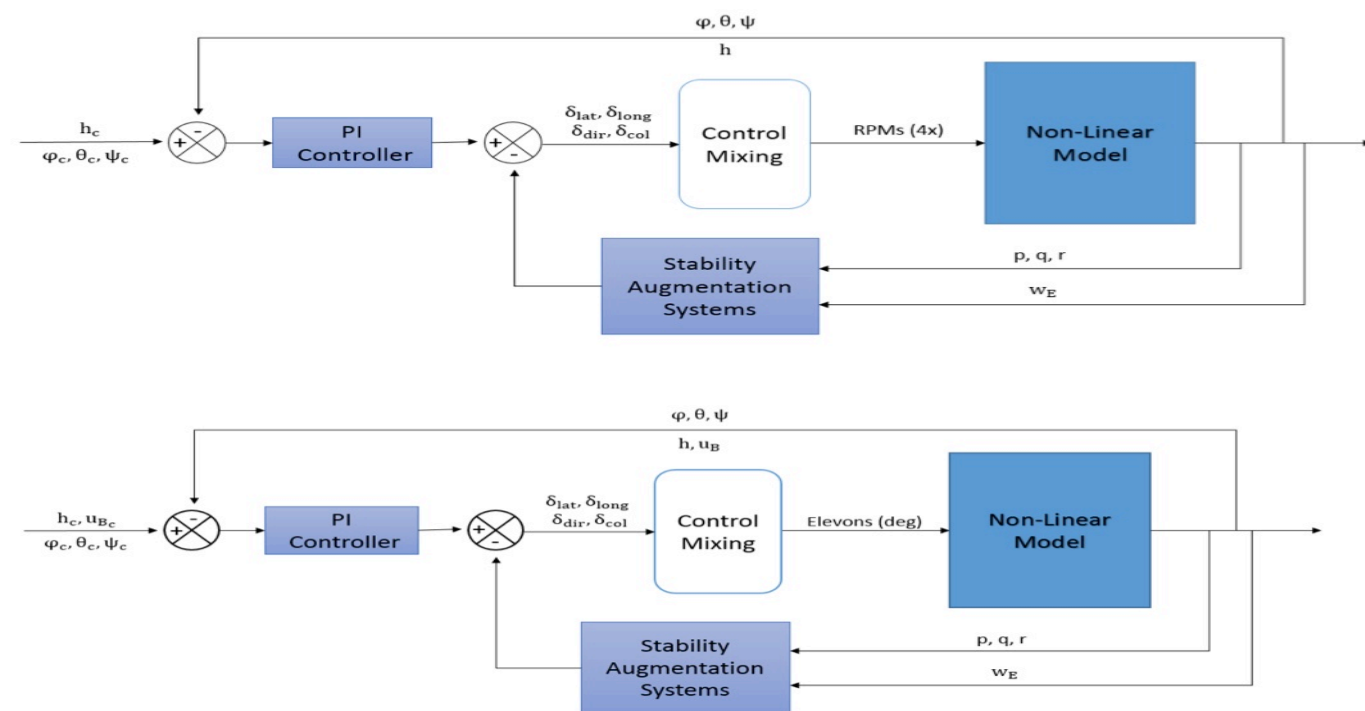 φ, θ, ψ
h
h_c
φ_c, θ_c, ψ_c
+
-
PI
Controller
+
-
δ_lat, δ_long
δ_dir, δ_col
Control
Mixing
RPMs (4x)
Non-Linear
Model
Stability
Augmentation
Systems
p, q, r
w_E
φ, θ, ψ
h, u_B
h_c, u_B_c
φ_c, θ_c, ψ_c
+
-
PI
Controller
+
-
δ_lat, δ_long
δ_dir, δ_col
Control
Mixing
Elevons (deg)
Non-Linear
Model
Stability
Augmentation
Systems
p, q, r
w_E